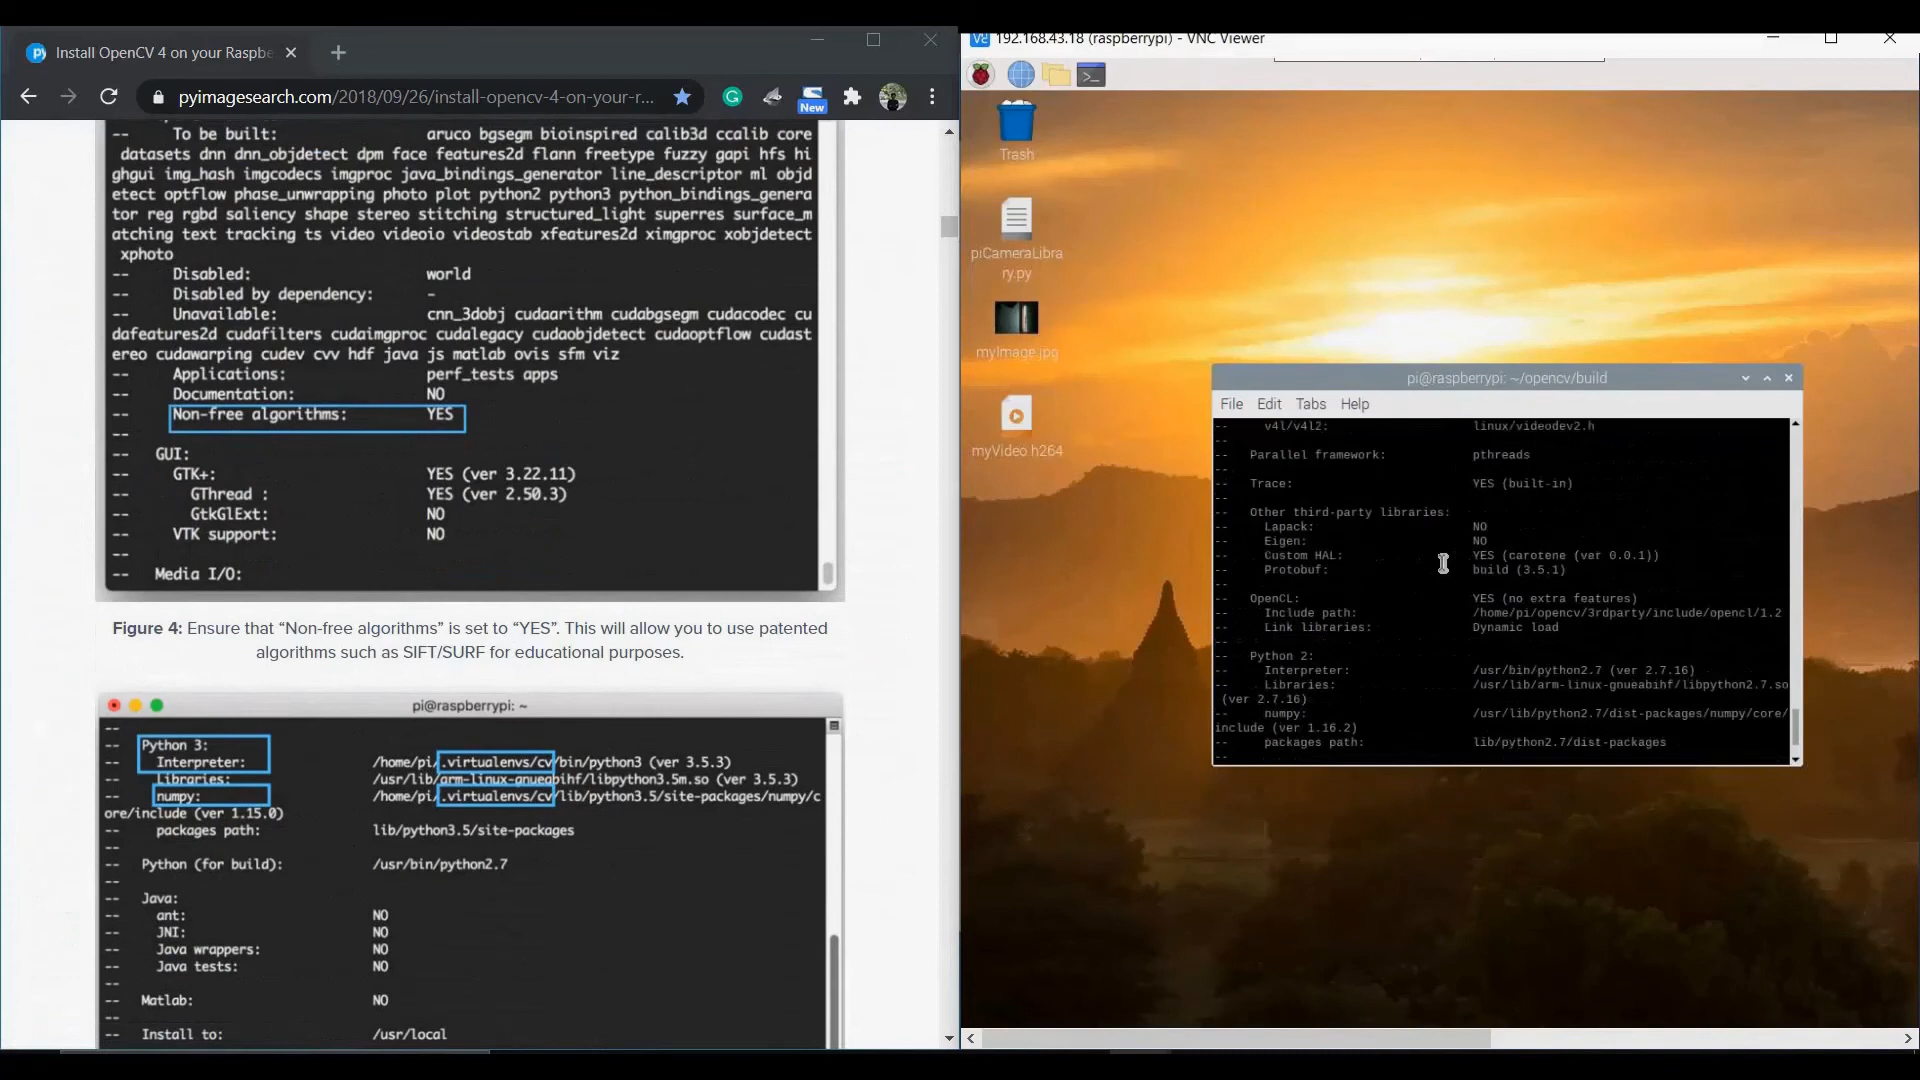 Install OpenCV 4 on your Raspbe
pyimagesearch.com/2018/09/26/install-opencv-4-on-your-r...
New
-- To be built: aruco bgsegm bioinspired calib3d ccalib core
datasets dnn dnn_objdetect dpm face features2d flann freetype fuzzy gapi hfs hi
ghgui img_hash imgcodecs imgproc java_bindings_generator line_descriptor ml objd
etect optflow phase_unwrapping photo plot python2 python3 python_bindings_genera
tor reg rgbd saliency shape stereo stitching structured_light superres surface_m
atching text tracking ts video videoio videostab xfeatures2d ximgproc xobjdetect
xphoto
-- Disabled: world
-- Disabled by dependency: -
-- Unavailable: cnn_3dobj cudaarithm cudabgsegm cudacodec cu
dafeatures2d cudafilters cudaimgproc cudalegacy cudaobjdetect cudaoptflow cudast
ereo cudawarping cudev cvv hdf java js matlab ovis sfm viz
-- Applications: perf_tests apps
-- Documentation: NO
-- Non-free algorithms: YES
--
-- GUI:
-- GTK+: YES (ver 3.22.11)
-- GThread : YES (ver 2.50.3)
-- GtkGlExt: NO
-- VTK support: NO
--
-- Media I/O:
Figure 4: Ensure that “Non-free algorithms” is set to “YES”. This will allow you to use patented
algorithms such as SIFT/SURF for educational purposes.
pi@raspberrypi: ~
--
-- Python 3:
-- Interpreter: /home/pi/.virtualenvs/cv/bin/python3 (ver 3.5.3)
-- Libraries: /usr/lib/arm-linux-gnueabihf/libpython3.5m.so (ver 3.5.3)
-- numpy: /home/pi/.virtualenvs/cv/lib/python3.5/site-packages/numpy/c
ore/include (ver 1.15.0)
-- packages path: lib/python3.5/site-packages
--
-- Python (for build): /usr/bin/python2.7
--
-- Java:
-- ant: NO
-- JNI: NO
-- Java wrappers: NO
-- Java tests: NO
--
-- Matlab: NO
--
-- Install to: /usr/local
192.168.43.18 (raspberrypi) - VNC Viewer
Trash
piCameraLibra
ry.py
myImage.jpg
myVideo.h264
pi@raspberrypi: ~/opencv/build
File Edit Tabs Help
-- v4l/v4l2: linux/videodev2.h
--
-- Parallel framework: pthreads
--
-- Trace: YES (built-in)
--
-- Other third-party libraries:
-- Lapack: NO
-- Eigen: NO
-- Custom HAL: YES (carotene (ver 0.0.1))
-- Protobuf: build (3.5.1)
--
-- OpenCL: YES (no extra features)
-- Include path: /home/pi/opencv/3rdparty/include/opencl/1.2
-- Link libraries: Dynamic load
--
-- Python 2:
-- Interpreter: /usr/bin/python2.7 (ver 2.7.16)
-- Libraries: /usr/lib/arm-linux-gnueabihf/libpython2.7.so
(ver 2.7.16)
-- numpy: /usr/lib/python2.7/dist-packages/numpy/core/
include (ver 1.16.2)
-- packages path: lib/python2.7/dist-packages
--